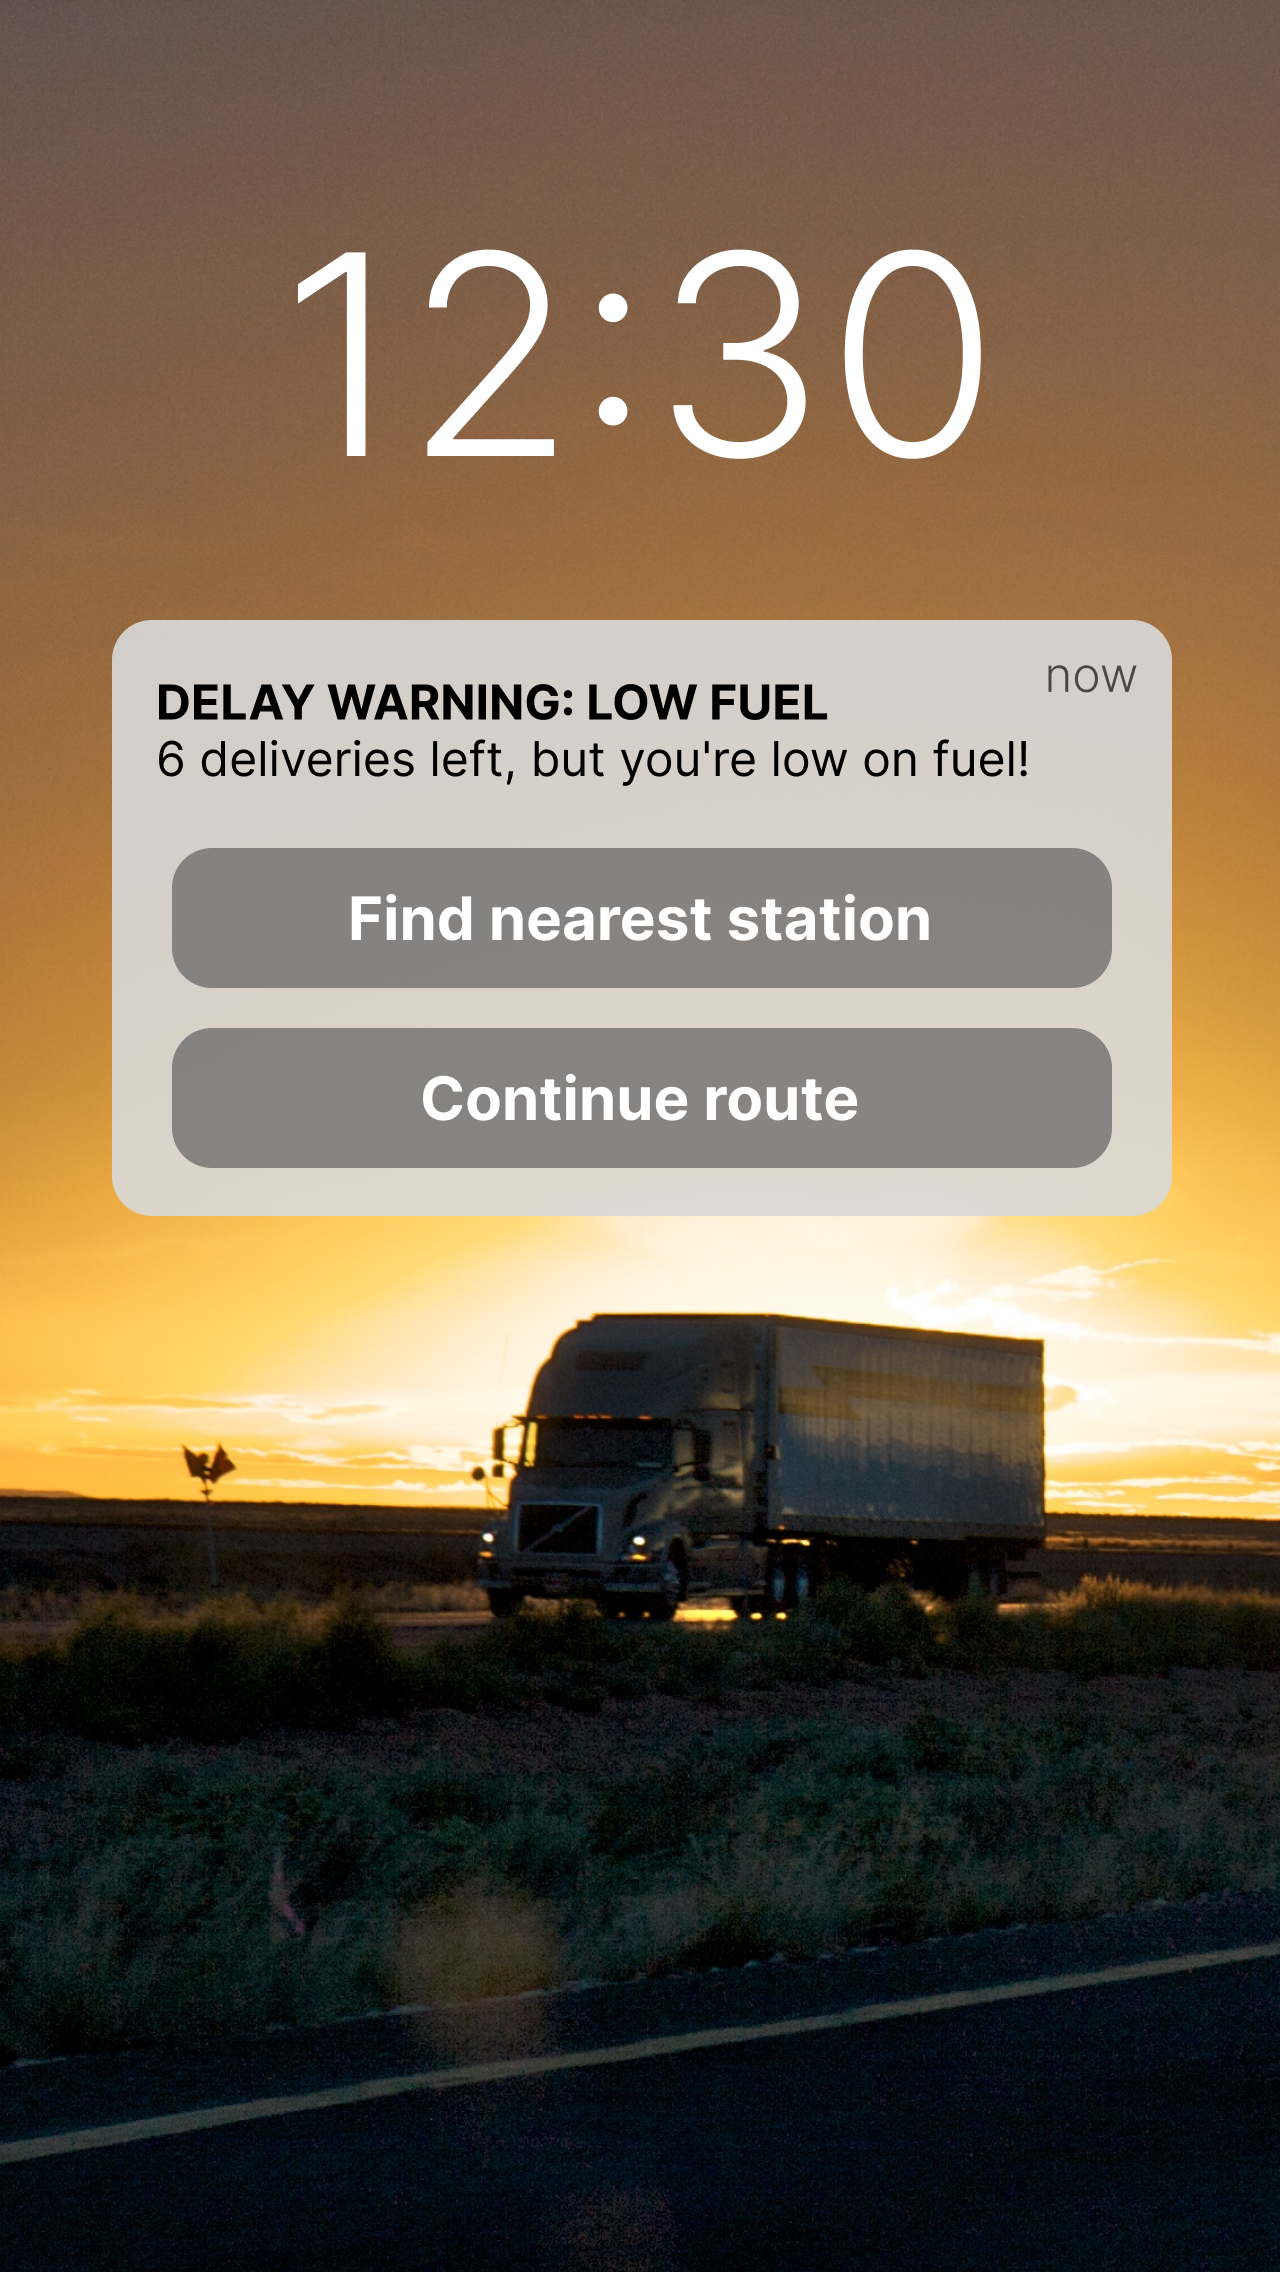 12:30
now
DELAY WARNING: LOW FUEL
6 deliveries left, but you're low on fuel!
Find nearest station
Continue route